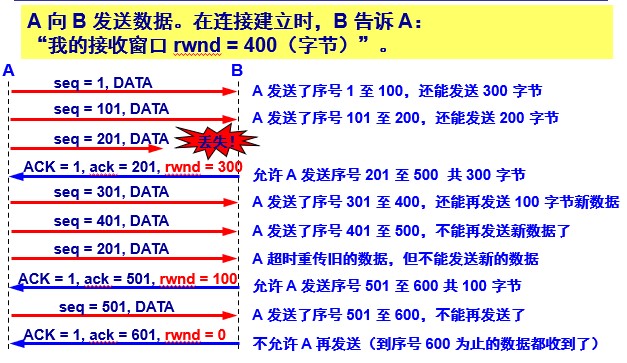 A 向 B 发送数据。在连接建立时，B 告诉 A：
“我的接收窗口 rwnd = 400（字节）”。
A
B
seq = 1, DATA
A 发送了序号 1 至 100，还能发送 300 字节
seq = 101, DATA
A 发送了序号 101 至 200，还能发送 200 字节
seq = 201, DATA
丢失！
ACK = 1, ack = 201, rwnd = 300
允许 A 发送序号 201 至 500 共 300 字节
seq = 301, DATA
A 发送了序号 301 至 400，还能再发送 100 字节新数据
seq = 401, DATA
A 发送了序号 401 至 500，不能再发送新数据了
seq = 201, DATA
A 超时重传旧的数据，但不能发送新的数据
ACK = 1, ack = 501, rwnd = 100
允许 A 发送序号 501 至 600 共 100 字节
seq = 501, DATA
A 发送了序号 501 至 600，不能再发送了
ACK = 1, ack = 601, rwnd = 0
不允许 A 再发送（到序号 600 为止的数据都收到了）